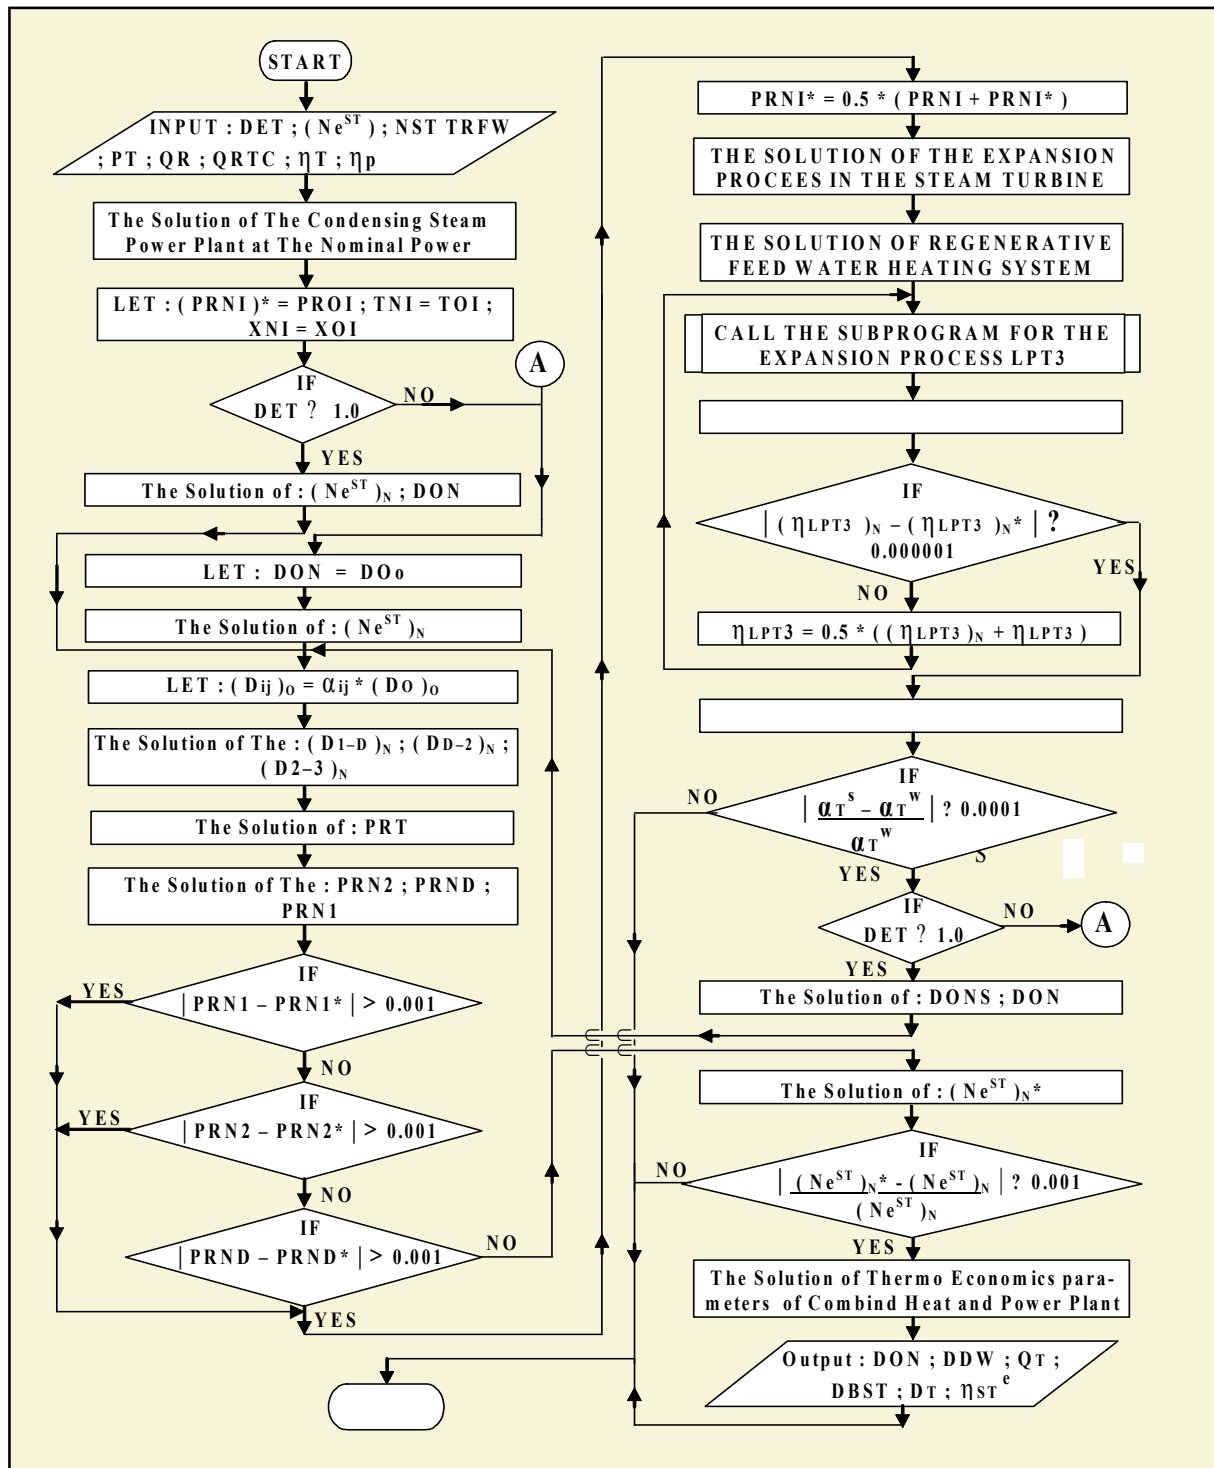 START
INPUT : DET ; ( Ne^ST ) ; NST TRFW
; PT ; QR ; QRTC ; ηT ; ηp
The Solution of The Condensing Steam
Power Plant at The Nominal Power
LET : ( PRNI )* = PROI ; TNI = TOI ;
XNI = XOI
A
IF
DET ? 1.0
NO
YES
The Solution of : ( Ne^ST )N ; DON
LET : DON = DOo
The Solution of : ( Ne^ST )N
LET : ( Dij )o = αij * ( Do )o
The Solution of The : ( D1–D )N ; ( DD–2 )N ;
( D2–3 )N
The Solution of : PRT
The Solution of The : PRN2 ; PRND ;
PRN1
IF
| PRN1 – PRN1* | > 0.001
YES
NO
IF
| PRN2 – PRN2* | > 0.001
YES
NO
IF
| PRND – PRND* | > 0.001
NO
YES
PRNI* = 0.5 * ( PRNI + PRNI* )
THE SOLUTION OF THE EXPANSION
PROCEES IN THE STEAM TURBINE
THE SOLUTION OF REGENERATIVE
FEED WATER HEATING SYSTEM
CALL THE SUBPROGRAM FOR THE
EXPANSION PROCESS LPT3
IF
| ( ηLPT3 )N – ( ηLPT3 )N* | ?
0.000001
YES
NO
ηLPT3 = 0.5 * ( ( ηLPT3 )N + ηLPT3 )
IF
NO
| αT^s – αT^w | ? 0.0001
αT^w
S
YES
IF
DET ? 1.0
NO
A
YES
The Solution of : DONS ; DON
The Solution of : ( Ne^ST )N*
IF
NO
| ( Ne^ST )N* - ( Ne^ST )N | ? 0.001
( Ne^ST )N
YES
The Solution of Thermo Economics para-
meters of Combind Heat and Power Plant
Output : DON ; DDW ; QT ;
DBST ; DT ; ηST^e